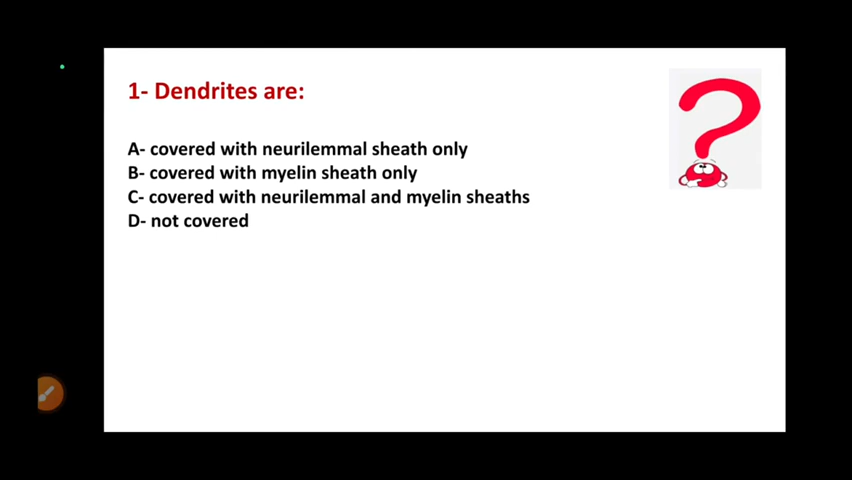 1- Dendrites are:
A- covered with neurilemmal sheath only
B- covered with myelin sheath only
C- covered with neurilemmal and myelin sheaths
D- not covered